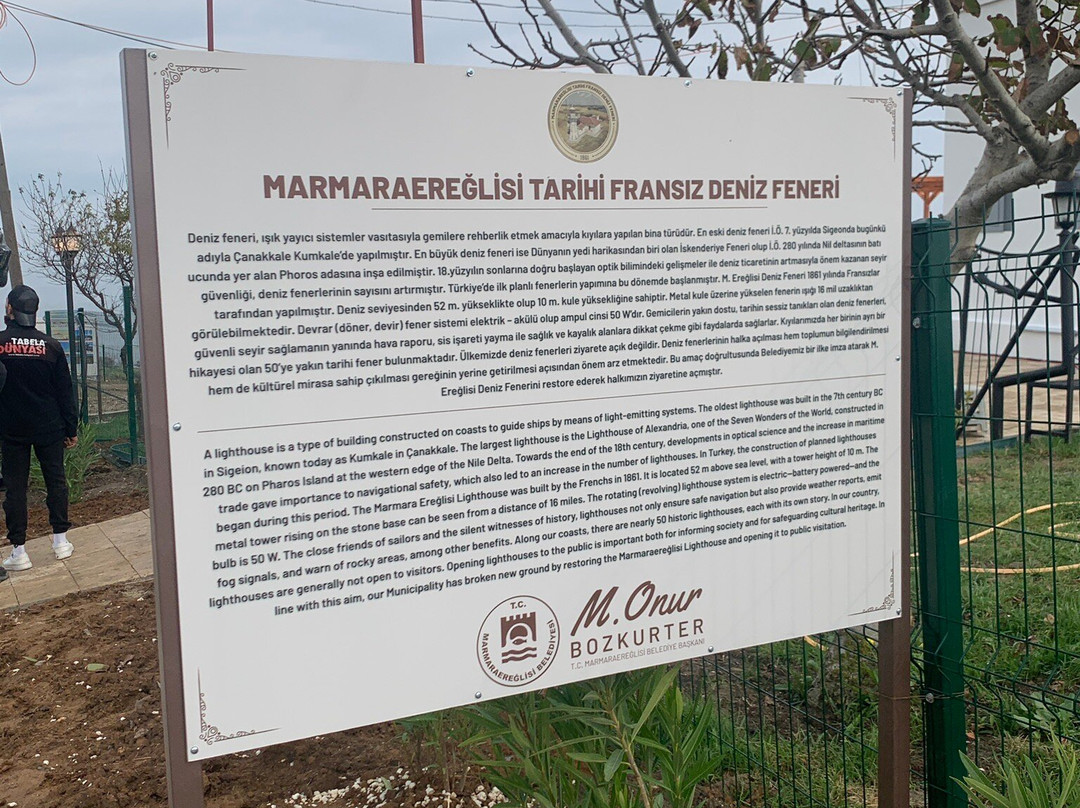 MARMARAEREĞLİSİ TARİHİ FRANSIZ DENİZ FENERİ
Deniz feneri, ışık yayıcı sistemler vasıtasıyla gemilere rehberlik etmek amacıyla kıyılara yapılan bina türüdür. En eski deniz feneri İ.Ö. 7. yüzyılda Sigeonda bugünkü
adıyla Çanakkale Kumkale'de yapılmıştır. En büyük deniz feneri ise Dünyanın yedi harikasından biri olan İskenderiye Feneri olup İ.Ö. 280 yılında Nil deltasının batı
ucunda yer alan Phoros adasına inşa edilmiştir. 18.yüzyılın sonlarına doğru başlayan optik bilimindeki gelişmeler ile deniz ticaretinin artmasıyla önem kazanan seyir
güvenliği, deniz fenerlerinin sayısını artırmıştır. Türkiye'de ilk planlı fenerlerin yapımına bu dönemde başlanmıştır. M. Ereğlisi Deniz Feneri 1861 yılında Fransızlar
tarafından yapılmıştır. Deniz seviyesinden 52 m. yükseklikte olup 10 m. kule yüksekliğine sahiptir. Metal kule üzerine yükselen fenerin ışığı 16 mil uzaklıktan
görülebilmektedir. Devrar (döner, devir) fener sistemi elektrik – akülü olup ampul cinsi 50 W'dır. Gemicilerin yakın dostu, tarihin sessiz tanıkları olan deniz fenerleri,
güvenli seyir sağlamanın yanında hava raporu, sis işareti yayma ile sağlık ve kayalık alanlara dikkat çekme gibi faydalarda sağlarlar. Kıyılarımızda her birinin ayrı bir
hikayesi olan 50'ye yakın tarihi fener bulunmaktadır. Ülkemizde deniz fenerleri ziyarete açık değildir. Deniz fenerlerinin halka açılması hem toplumun bilgilendirilmesi
hem de kültürel mirasa sahip çıkılması gereğinin yerine getirilmesi açısından önem arz etmektedir. Bu amaç doğrultusunda Belediyemiz bir ilke imza atarak M.
Ereğlisi Deniz Fenerini restore ederek halkımızın ziyaretine açmıştır.
A lighthouse is a type of building constructed on coasts to guide ships by means of light-emitting systems. The oldest lighthouse was built in the 7th century BC
in Sigeion, known today as Kumkale in Çanakkale. The largest lighthouse is the Lighthouse of Alexandria, one of the Seven Wonders of the World, constructed in
280 BC on Pharos Island at the western edge of the Nile Delta. Towards the end of the 18th century, developments in optical science and the increase in maritime
trade gave importance to navigational safety, which also led to an increase in the number of lighthouses. In Turkey, the construction of planned lighthouses
began during this period. The Marmara Ereğlisi Lighthouse was built by the Frenchs in 1861. It is located 52 m above sea level, with a tower height of 10 m. The
metal tower rising on the stone base can be seen from a distance of 16 miles. The rotating (revolving) lighthouse system is electric-battery powered-and the
bulb is 50 W. The close friends of sailors and the silent witnesses of history, lighthouses not only ensure safe navigation but also provide weather reports, emit
fog signals, and warn of rocky areas, among other benefits. Along our coasts, there are nearly 50 historic lighthouses, each with its own story. In our country,
lighthouses are generally not open to visitors. Opening lighthouses to the public is important both for informing society and for safeguarding cultural heritage. In
line with this aim, our Municipality has broken new ground by restoring the Marmaraereğlisi Lighthouse and opening it to public visitation.
T.C.
MARMARAEREĞLİSİ BELEDİYESİ
M. Onur
BOZKURTER
T.C. MARMARAEREĞLİSİ BELEDİYE BAŞKANI
TABELA
DÜNYASI